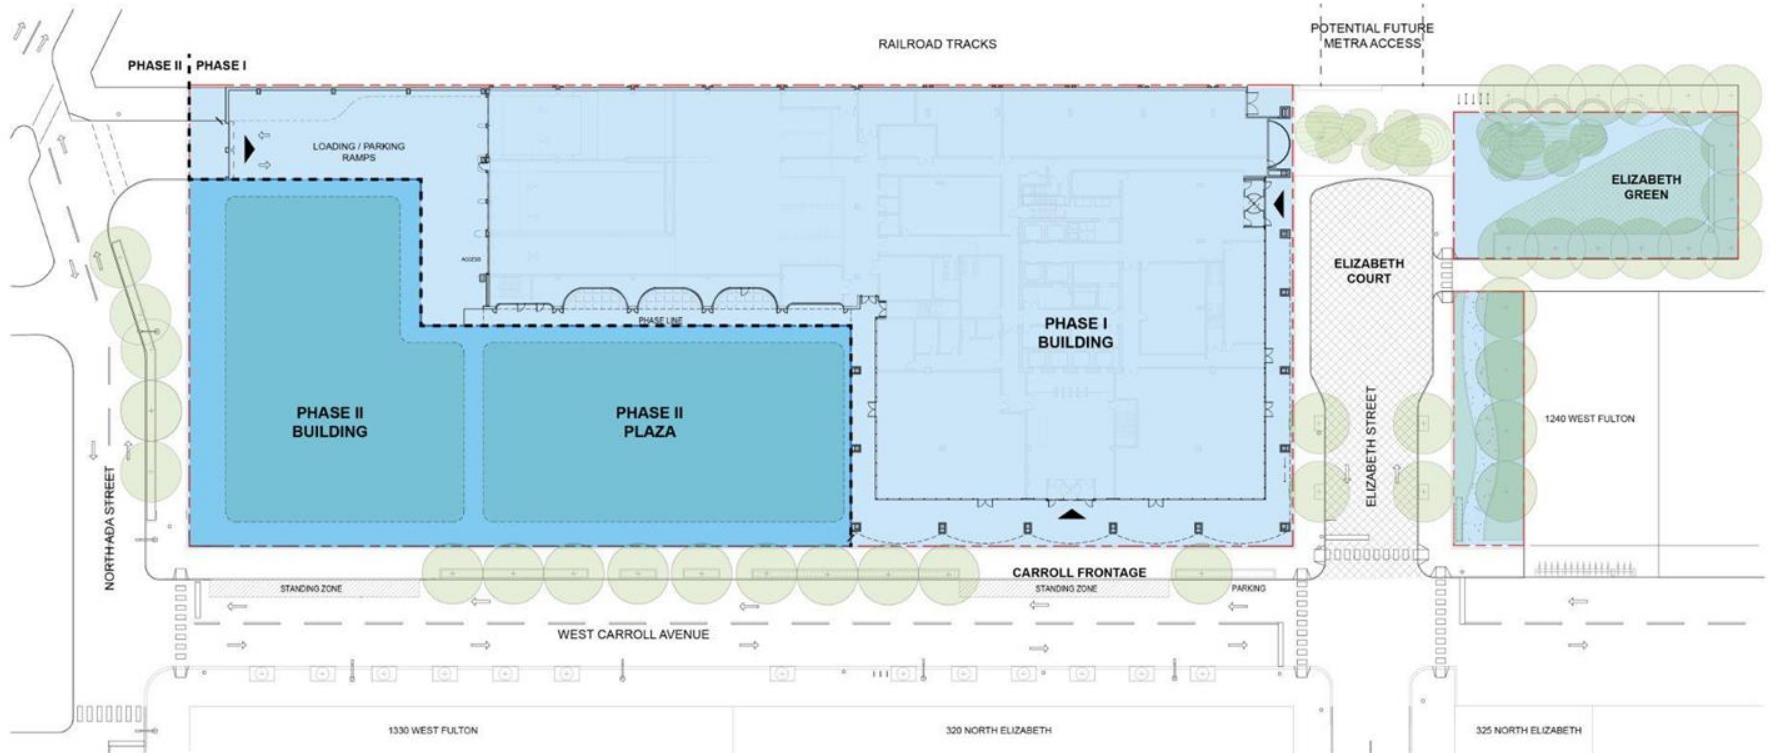 RAILROAD TRACKS
POTENTIAL FUTURE
METRA ACCESS
PHASE II
PHASE I
LOADING / PARKING
RAMPS
ELIZABETH
GREEN
ACCESS
ELIZABETH
COURT
PHASE LINE
PHASE I
BUILDING
PHASE II
BUILDING
PHASE II
PLAZA
ELIZABETH STREET
1240 WEST FULTON
NORTH ADA STREET
CARROLL FRONTAGE
STANDING ZONE
STANDING ZONE
PARKING
WEST CARROLL AVENUE
1330 WEST FULTON
320 NORTH ELIZABETH
325 NORTH ELIZABETH